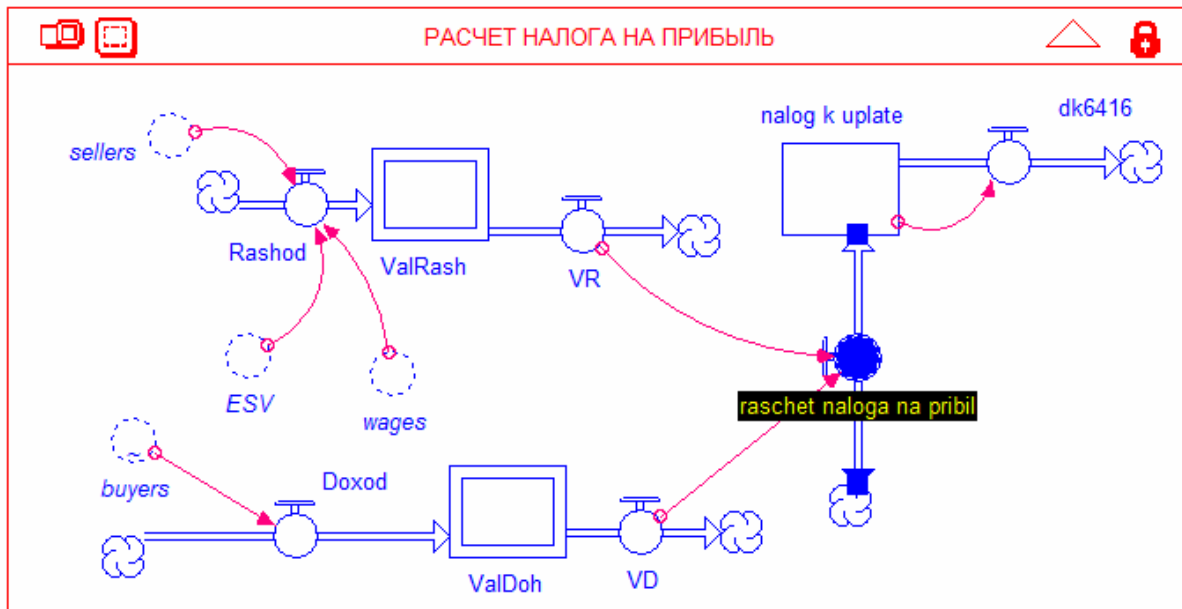 РАСЧЕТ НАЛОГА НА ПРИБЫЛЬ
dk6416
nalog k uplate
sellers
Rashod
ValRash
VR
ESV
wages
raschet naloga na pribil
buyers
Doxod
ValDoh
VD